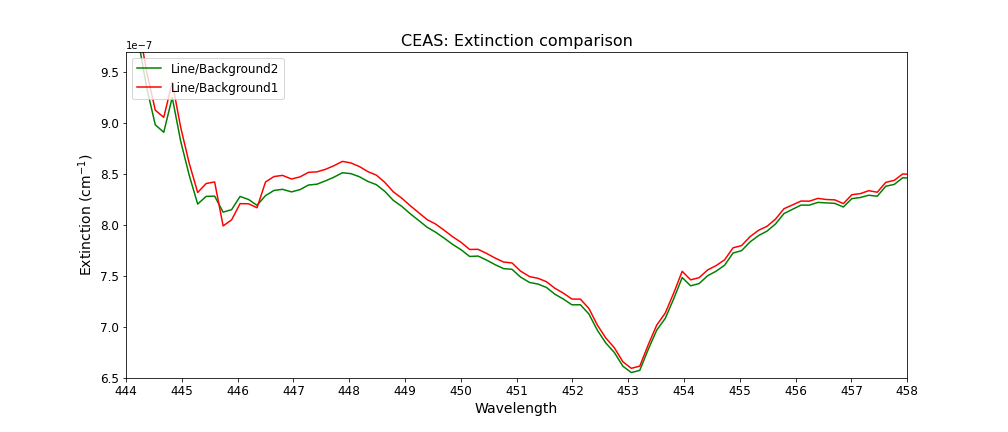 CEAS: Extinction comparison
1e−7
Line/Background2
Line/Background1
9.5
9.0
8.5
8.0
7.5
7.0
6.5
Extinction (cm⁻¹)
444 445 446 447 448 449 450 451 452 453 454 455 456 457 458
Wavelength